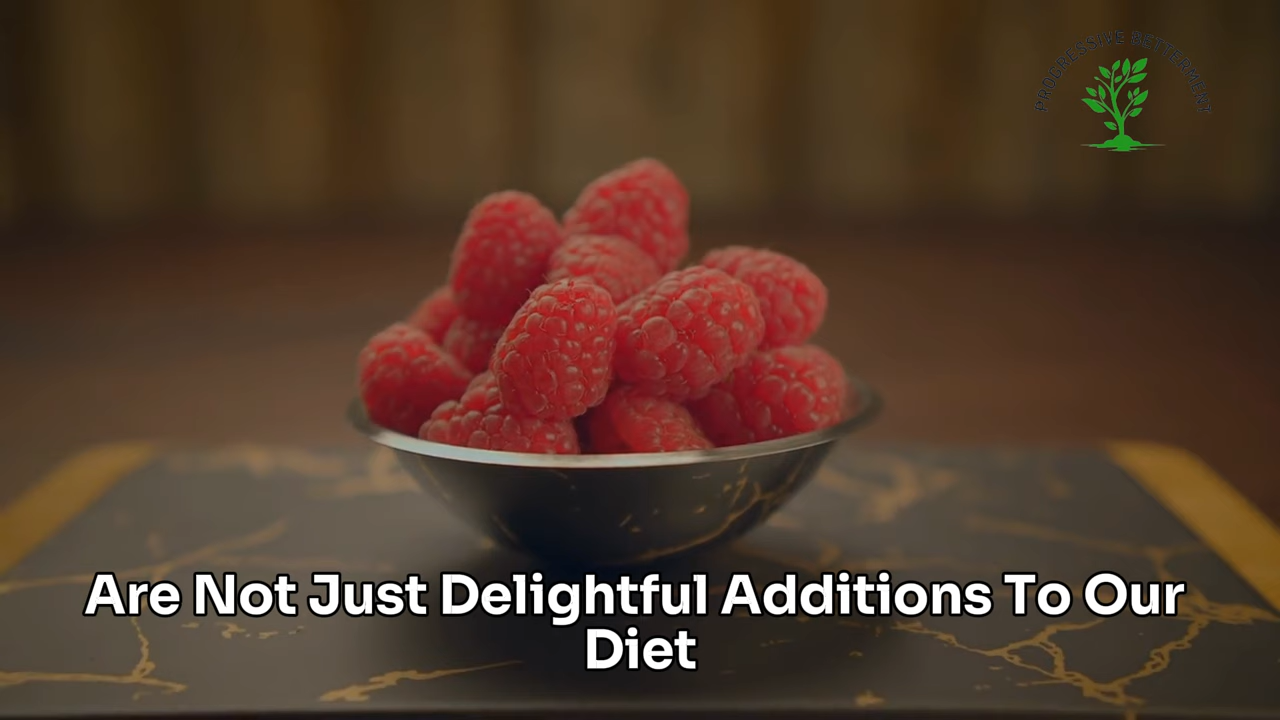 PROGRESSIVE BETTERMENT
Are Not Just Delightful Additions To Our
Diet